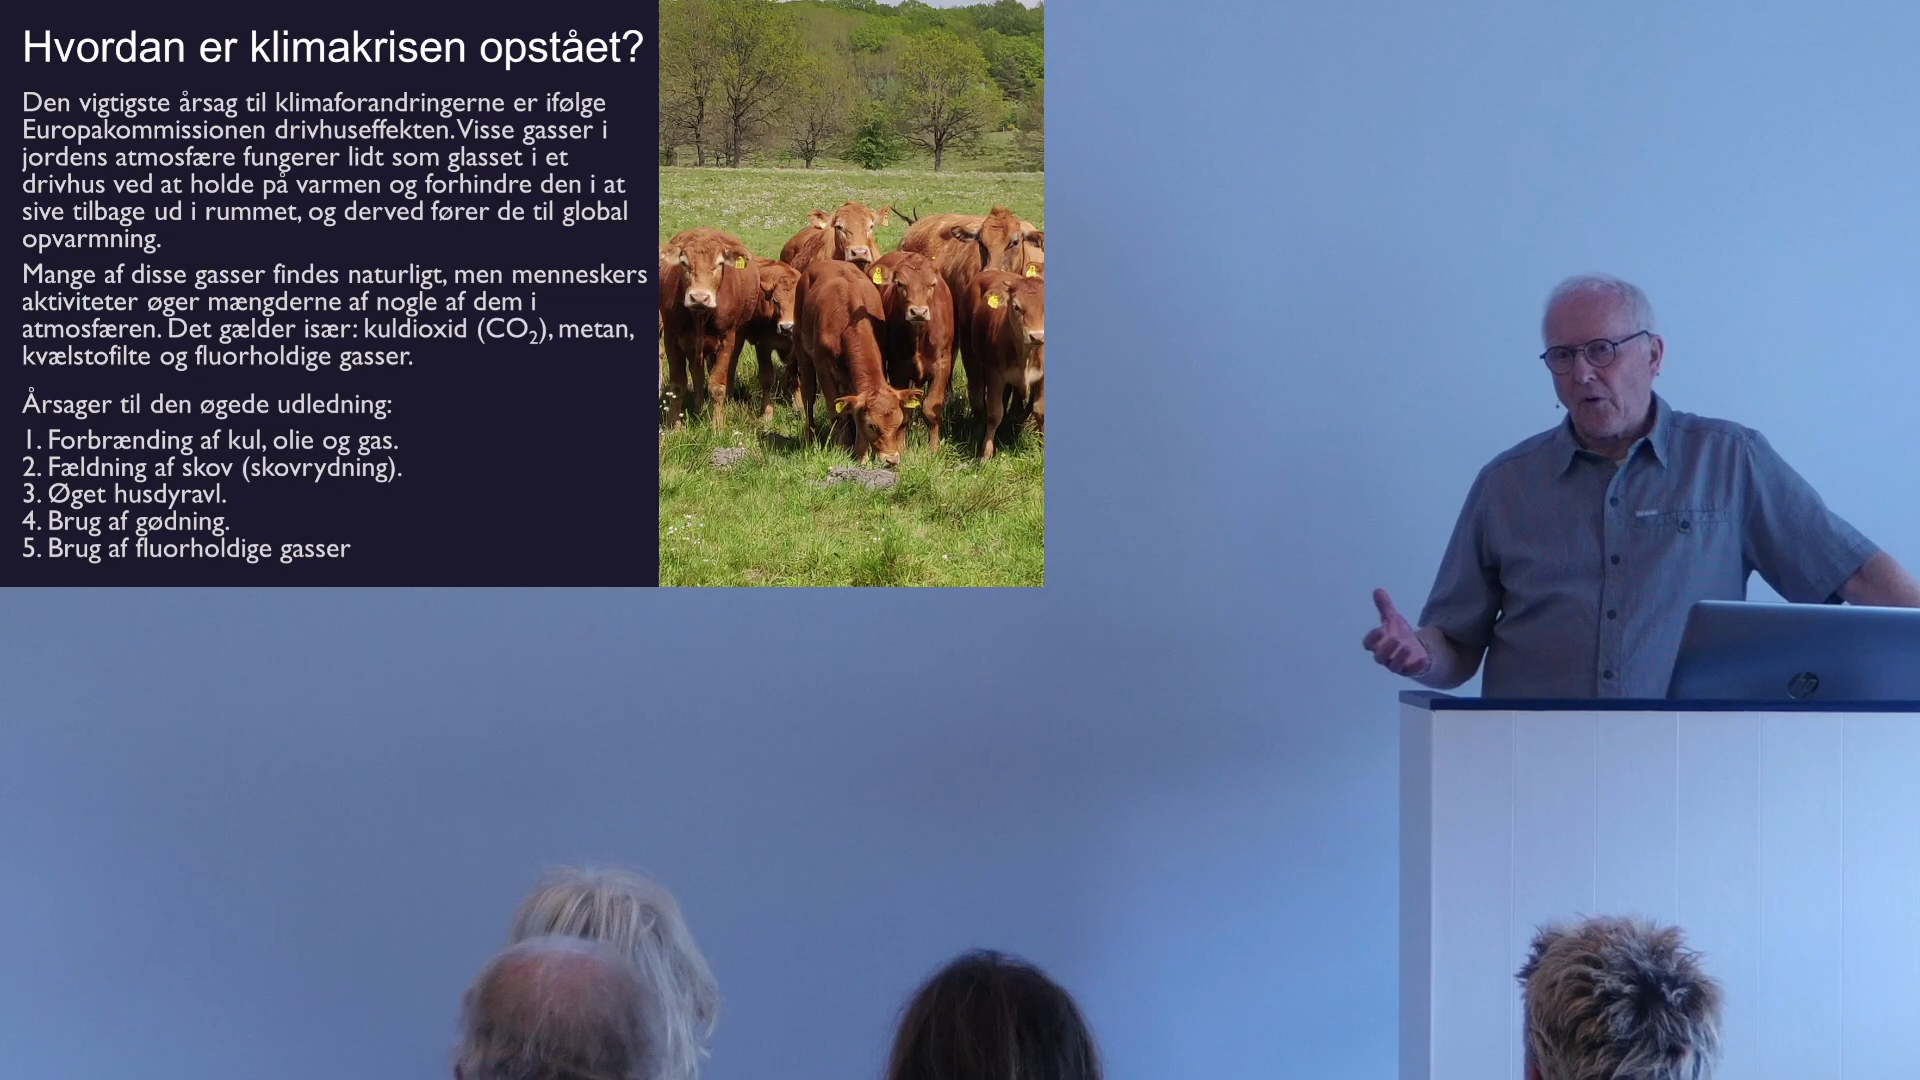 Hvordan er klimakrisen opstået?
Den vigtigste årsag til klimaforandringerne er ifølge
Europakommissionen drivhuseffekten. Visse gasser i
jordens atmosfære fungerer lidt som glasset i et
drivhus ved at holde på varmen og forhindre den i at
sive tilbage ud i rummet, og derved fører de til global
opvarmning.
Mange af disse gasser findes naturligt, men menneskers
aktiviteter øger mængderne af nogle af dem i
atmosfæren. Det gælder især: kuldioxid (CO₂), metan,
kvælstofilte og fluorholdige gasser.
Årsager til den øgede udledning:
1. Forbrænding af kul, olie og gas.
2. Fældning af skov (skovrydning).
3. Øget husdyravl.
4. Brug af gødning.
5. Brug af fluorholdige gasser
hp